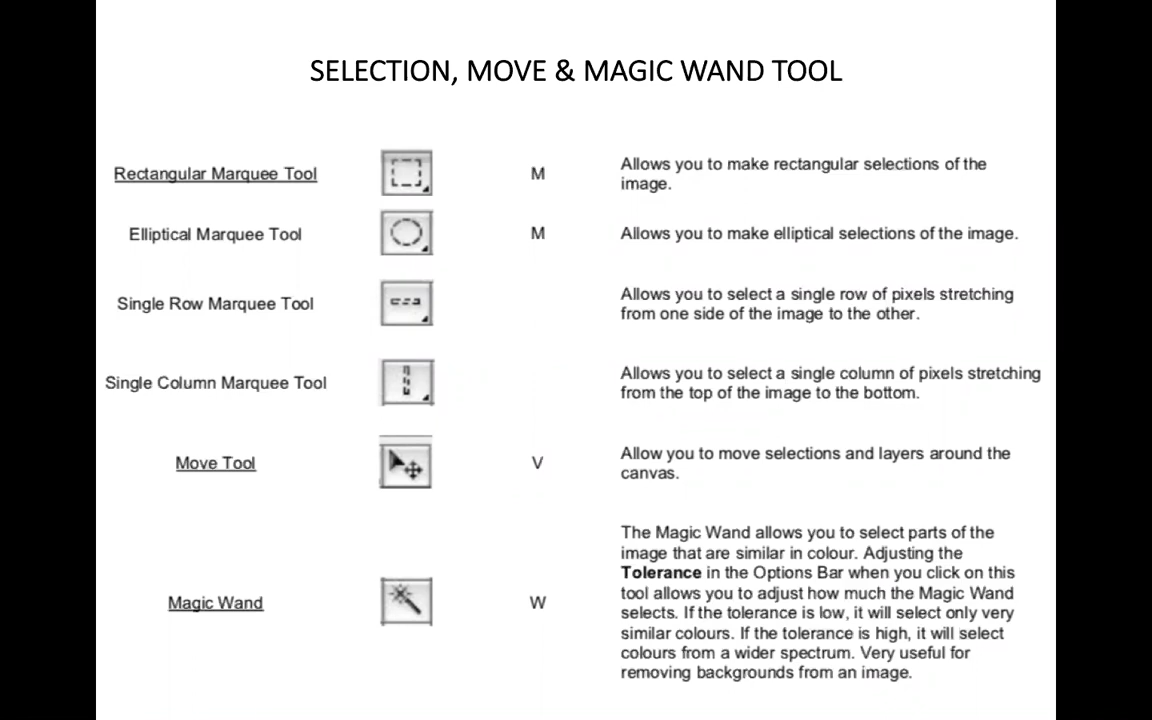 SELECTION, MOVE & MAGIC WAND TOOL
Rectangular Marquee Tool
M
Allows you to make rectangular selections of the
image.
Elliptical Marquee Tool
M
Allows you to make elliptical selections of the image.
Single Row Marquee Tool
Allows you to select a single row of pixels stretching
from one side of the image to the other.
Single Column Marquee Tool
Allows you to select a single column of pixels stretching
from the top of the image to the bottom.
Move Tool
V
Allow you to move selections and layers around the
canvas.
Magic Wand
W
The Magic Wand allows you to select parts of the
image that are similar in colour. Adjusting the
Tolerance in the Options Bar when you click on this
tool allows you to adjust how much the Magic Wand
selects. If the tolerance is low, it will select only very
similar colours. If the tolerance is high, it will select
colours from a wider spectrum. Very useful for
removing backgrounds from an image.